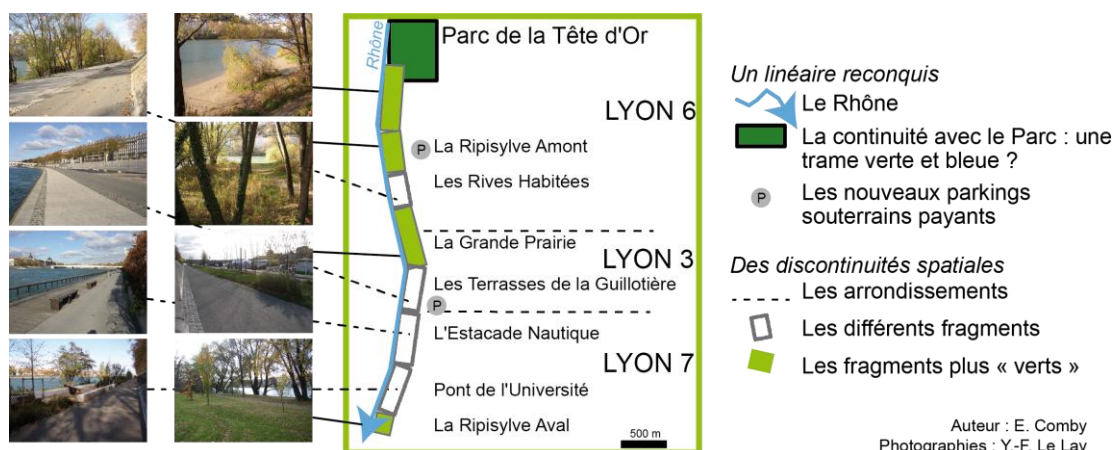 Parc de la Tête d'Or
Rhône
LYON 6
P
La Ripisylve Amont
Les Rives Habitées
La Grande Prairie
LYON 3
Les Terrasses de la Guillotière
P
L'Estacade Nautique
LYON 7
Pont de l'Université
La Ripisylve Aval
500 m
Un linéaire reconquis
Le Rhône
La continuité avec le Parc : une
trame verte et bleue ?
P
Les nouveaux parkings
souterrains payants
Des discontinuités spatiales
Les arrondissements
Les différents fragments
Les fragments plus « verts »
Auteur : E. Comby
Photographies : Y.-F. Le Lay